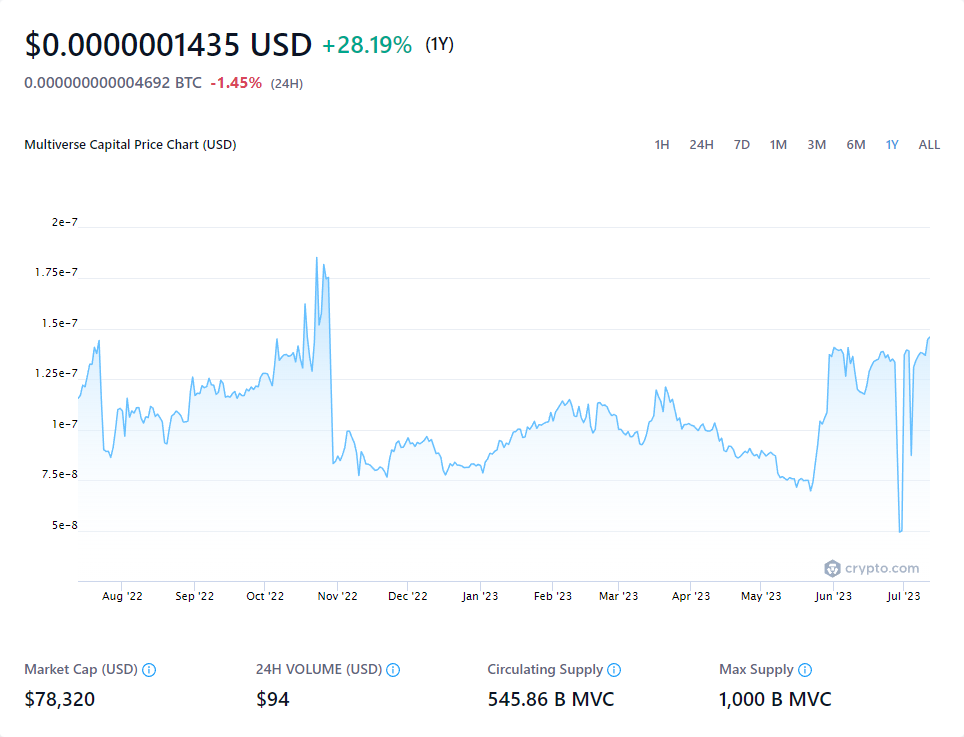 $0.0000001435 USD +28.19% (1Y)
0.000000000004692 BTC -1.45% (24H)
Multiverse Capital Price Chart (USD) 1H 24H 7D 1M 3M 6M 1Y ALL
2e-7
1.75e-7
1.5e-7
1.25e-7
1e-7
7.5e-8
5e-8
crypto.com
Aug '22 Sep '22 Oct '22 Nov '22 Dec '22 Jan '23 Feb '23 Mar '23 Apr '23 May '23 Jun '23 Jul '23
Market Cap (USD) 24H VOLUME (USD) Circulating Supply Max Supply
$78,320 $94 545.86 B MVC 1,000 B MVC